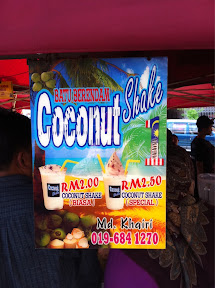 BATU BERENDAM
Coconut Shake
RM2.00
COCONUT SHAKE
(BIASA)
RM2.50
COCONUT SHAKE
(SPECIAL)
Md. Khairi
019-684 1270